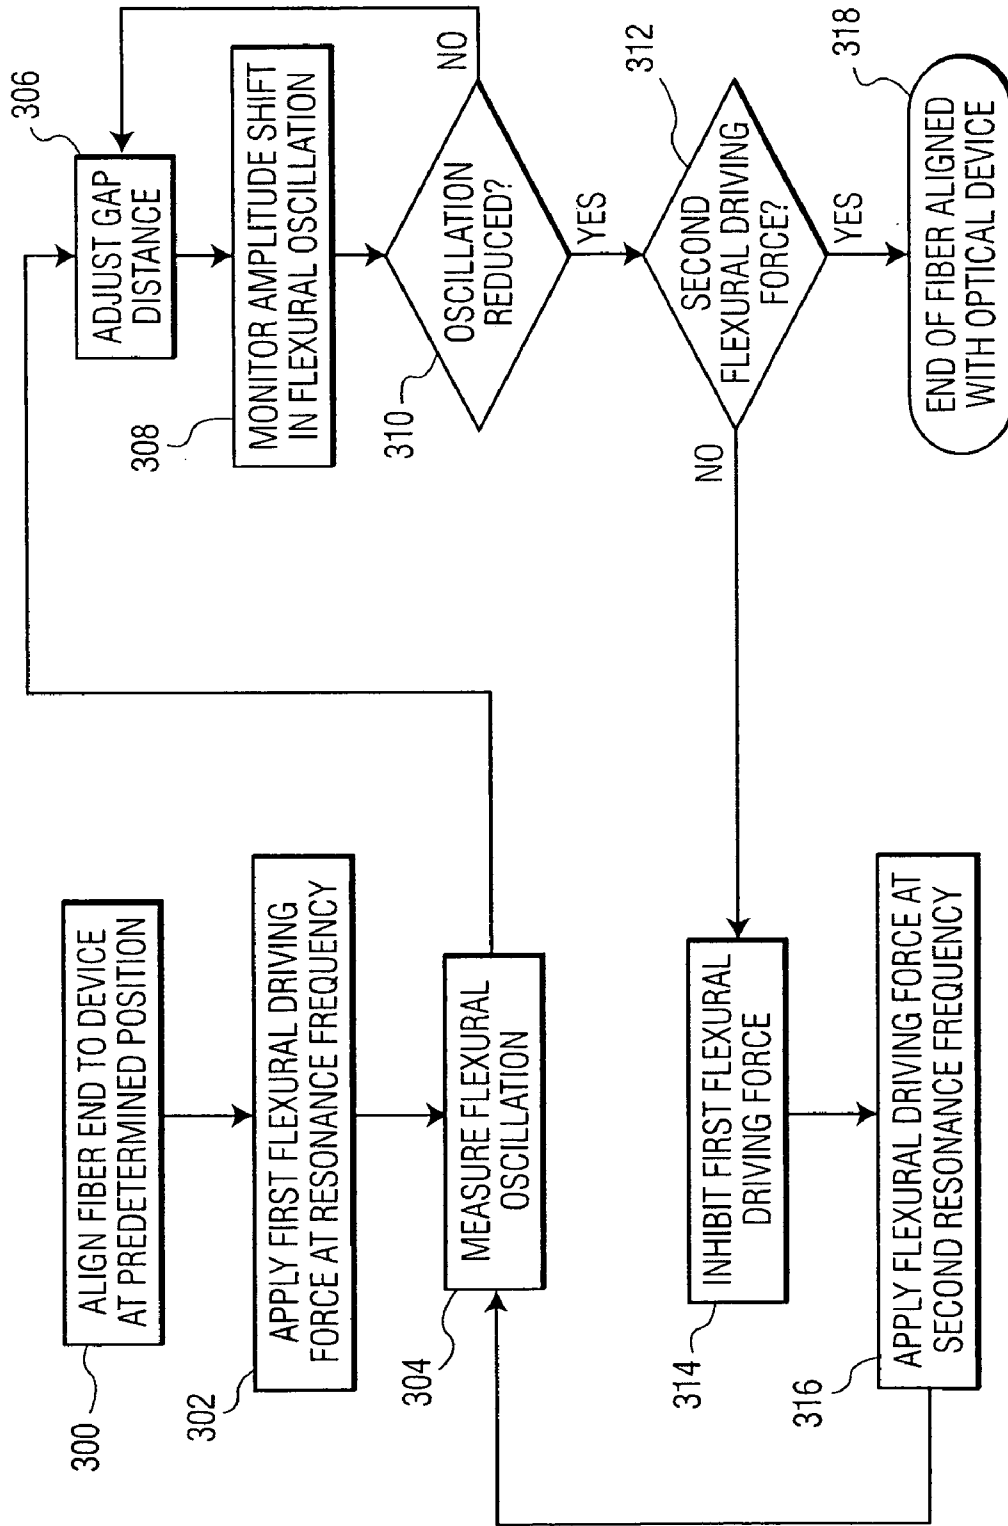 300
ALIGN FIBER END TO DEVICE
AT PREDETERMINED POSITION
302
APPLY FIRST FLEXURAL DRIVING
FORCE AT RESONANCE FREQUENCY
304
MEASURE FLEXURAL
OSCILLATION
306
ADJUST GAP
DISTANCE
308
MONITOR AMPLITUDE SHIFT
IN FLEXURAL OSCILLATION
310
OSCILLATION
REDUCED?
NO
YES
312
SECOND
FLEXURAL DRIVING
FORCE?
NO
YES
314
INHIBIT FIRST FLEXURAL
DRIVING FORCE
316
APPLY FLEXURAL DRIVING FORCE AT
SECOND RESONANCE FREQUENCY
318
END OF FIBER ALIGNED
WITH OPTICAL DEVICE